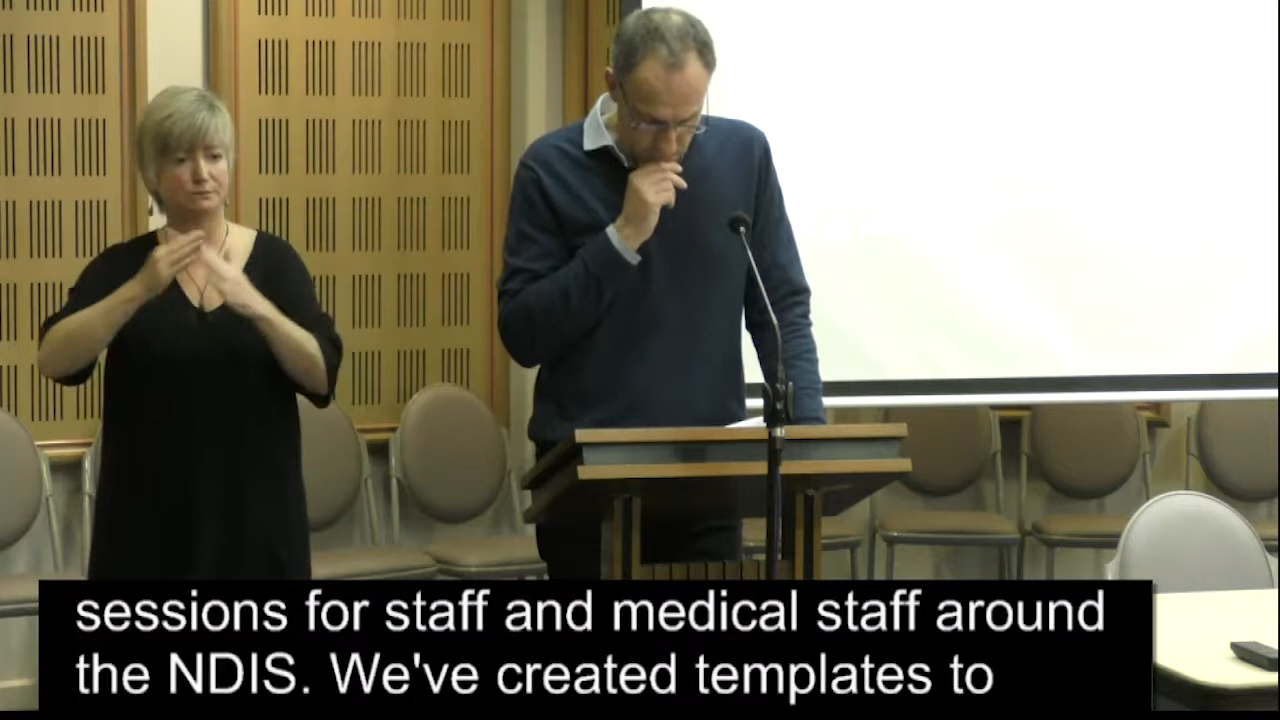 sessions for staff and medical staff around
the NDIS. We've created templates to